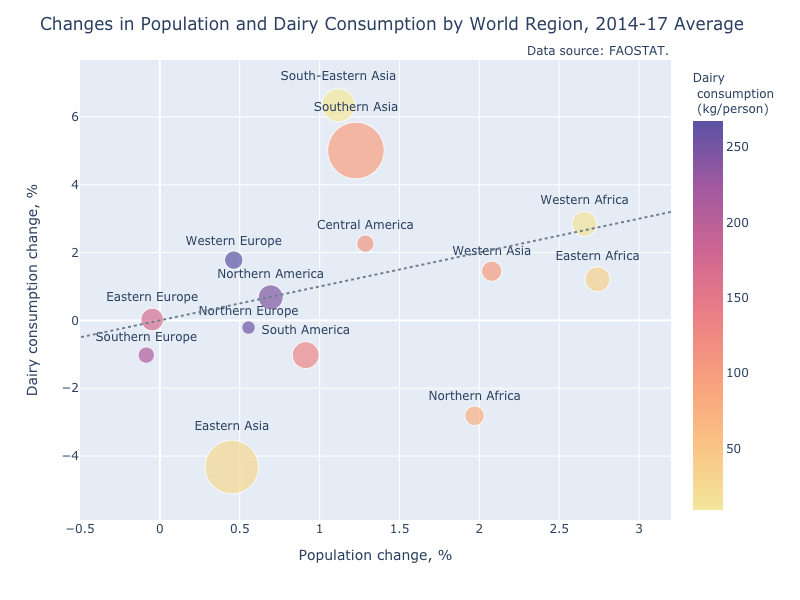 Changes in Population and Dairy Consumption by World Region, 2014-17 Average
Data source: FAOSTAT.
Dairy
consumption
(kg/person)
250
200
150
100
50
Dairy consumption change, %
6
4
2
0
−2
−4
South-Eastern Asia
Southern Asia
Western Africa
Central America
Western Europe
Western Asia
Eastern Africa
Northern America
Eastern Europe
Northern Europe
South America
Southern Europe
Northern Africa
Eastern Asia
−0.5
0
0.5
1
1.5
2
2.5
3
Population change, %